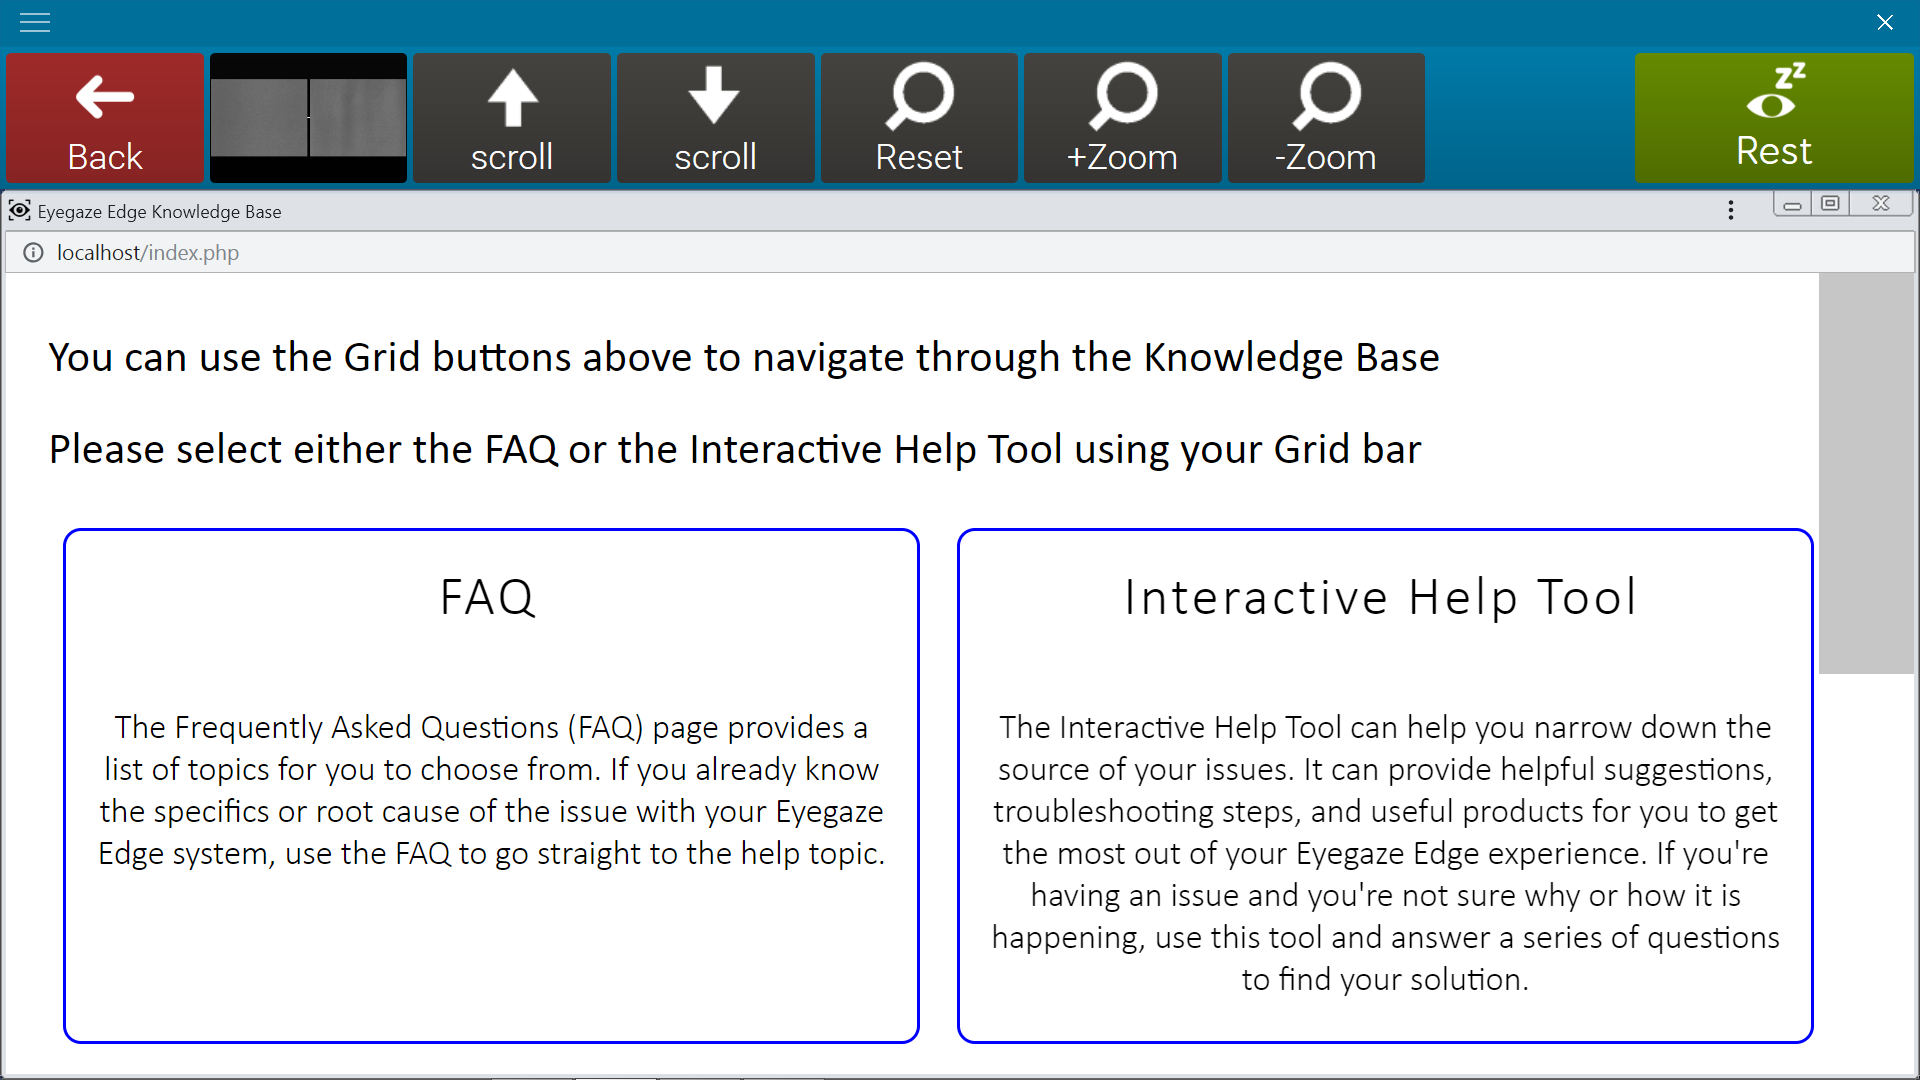 Back
scroll
scroll
Reset
+Zoom
-Zoom
zz
Rest
Eyegaze Edge Knowledge Base
localhost/index.php
You can use the Grid buttons above to navigate through the Knowledge Base
Please select either the FAQ or the Interactive Help Tool using your Grid bar
FAQ
The Frequently Asked Questions (FAQ) page provides a
list of topics for you to choose from. If you already know
the specifics or root cause of the issue with your Eyegaze
Edge system, use the FAQ to go straight to the help topic.
Interactive Help Tool
The Interactive Help Tool can help you narrow down the
source of your issues. It can provide helpful suggestions,
troubleshooting steps, and useful products for you to get
the most out of your Eyegaze Edge experience. If you're
having an issue and you're not sure why or how it is
happening, use this tool and answer a series of questions
to find your solution.